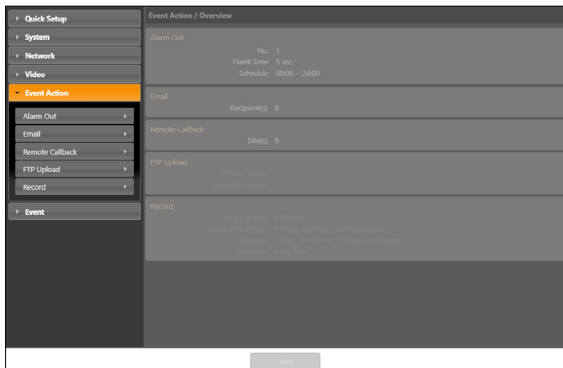 Quick Setup
System
Network
Video
Event Action
Alarm Out
Email
Remote Callback
FTP Upload
Record
Event
Event Action / Overview
Alarm Out
No. 1
Dwell Time 5 sec
Schedule 00:00 ~ 24:00
Email
Recipient(s) 0
Remote Callback
Site(s) 0
FTP Upload
Record
Save